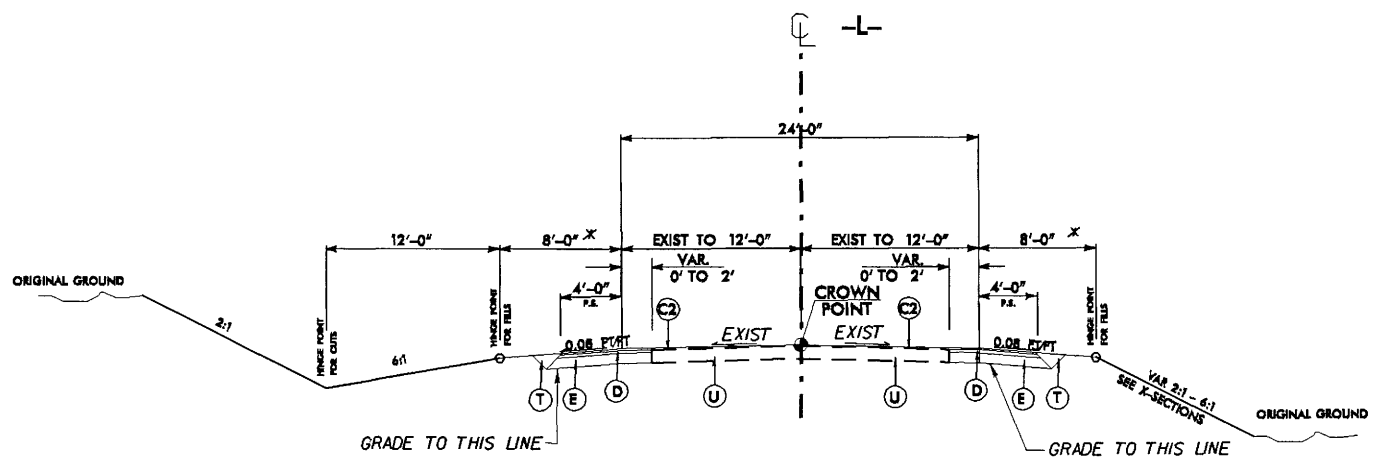 C L -L-
24'-0"
12'-0" 8'-0" * EXIST TO 12'-0" EXIST TO 12'-0" 8'-0" *
VAR. VAR.
0' TO 2' 0' TO 2'
ORIGINAL GROUND
4'-0" 4'-0"
P.S. P.S.
CROWN
POINT
HINGE POINT
FOR CUTS
HINGE POINT
FOR FILLS
HINGE POINT
FOR FILLS
C2 C2
2:1
6:1
0.08 FT/FT EXIST EXIST 0.08 FT/FT
T E D U U D E T
VAR 2:1 - 6:1
SEE X-SECTIONS
ORIGINAL GROUND
GRADE TO THIS LINE GRADE TO THIS LINE